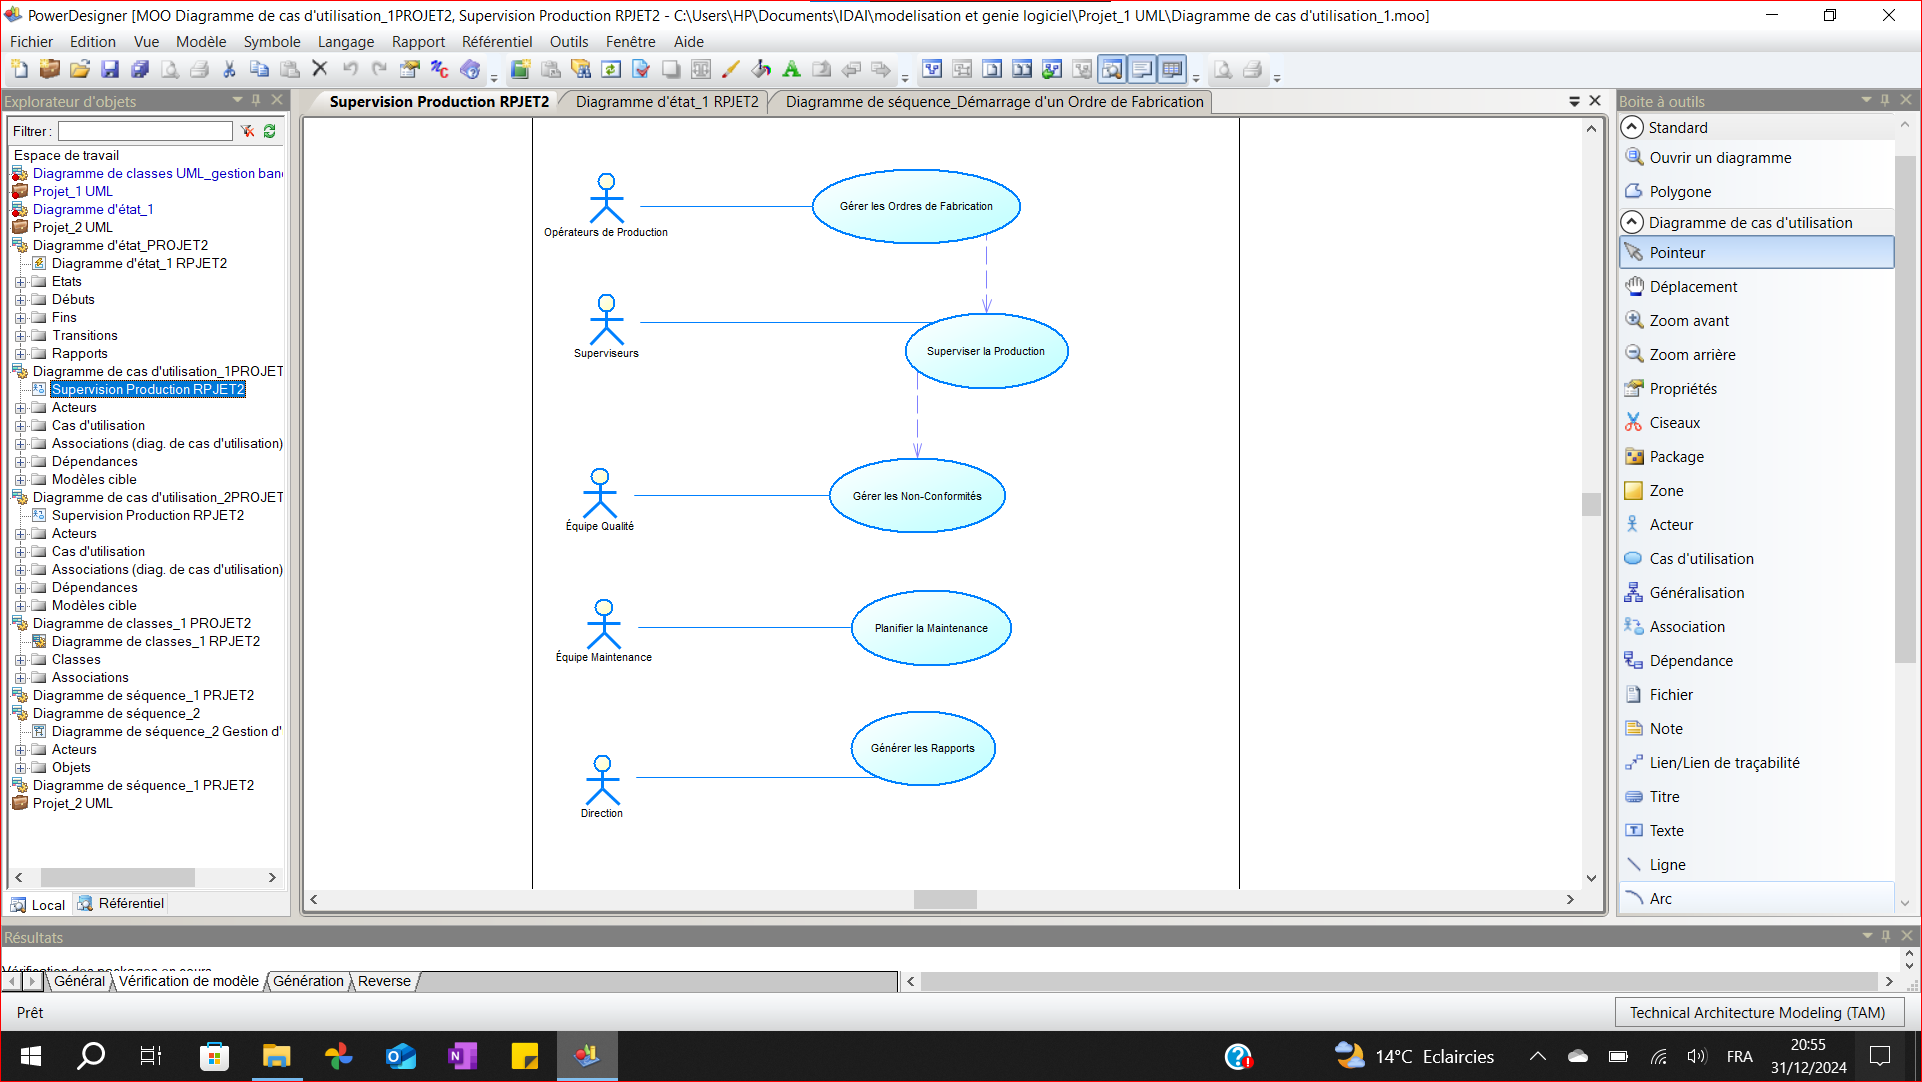 PowerDesigner [MOO Diagramme de cas d'utilisation_1PROJET2, Supervision Production RPJET2 - C:\Users\HP\Documents\IDAI\modelisation et genie logiciel\Projet_1 UML\Diagramme de cas d'utilisation_1.moo]
Fichier Edition Vue Modèle Symbole Langage Rapport Référentiel Outils Fenêtre Aide
Explorateur d'objets
Filtrer :
Espace de travail
Diagramme de classes UML_gestion ban
Projet_1 UML
Diagramme d'état_1
Projet_2 UML
Diagramme d'état_PROJET2
Diagramme d'état_1 RPJET2
Etats
Débuts
Fins
Transitions
Rapports
Diagramme de cas d'utilisation_1PROJET
Supervision Production RPJET2
Acteurs
Cas d'utilisation
Associations (diag. de cas d'utilisation)
Dépendances
Modèles cible
Diagramme de cas d'utilisation_2PROJET
Supervision Production RPJET2
Acteurs
Cas d'utilisation
Associations (diag. de cas d'utilisation)
Dépendances
Modèles cible
Diagramme de classes_1 PROJET2
Diagramme de classes_1 RPJET2
Classes
Associations
Diagramme de séquence_1 PRJET2
Diagramme de séquence_2
Diagramme de séquence_2 Gestion d'
Acteurs
Objets
Diagramme de séquence_1 PRJET2
Projet_2 UML
Local Référentiel
Supervision Production RPJET2 Diagramme d'état_1 RPJET2 Diagramme de séquence_Démarrage d'un Ordre de Fabrication
Opérateurs de Production
Gérer les Ordres de Fabrication
Superviseurs
Superviser la Production
Équipe Qualité
Gérer les Non-Conformités
Équipe Maintenance
Planifier la Maintenance
Direction
Générer les Rapports
Boite à outils
Standard
Ouvrir un diagramme
Polygone
Diagramme de cas d'utilisation
Pointeur
Déplacement
Zoom avant
Zoom arrière
Propriétés
Ciseaux
Package
Zone
Acteur
Cas d'utilisation
Généralisation
Association
Dépendance
Fichier
Note
Lien/Lien de traçabilité
Titre
Texte
Ligne
Arc
Résultats
Vérification des packages en cours
Général Vérification de modèle Génération Reverse
Prêt
Technical Architecture Modeling (TAM)
14°C Eclaircies
FRA
20:55
31/12/2024